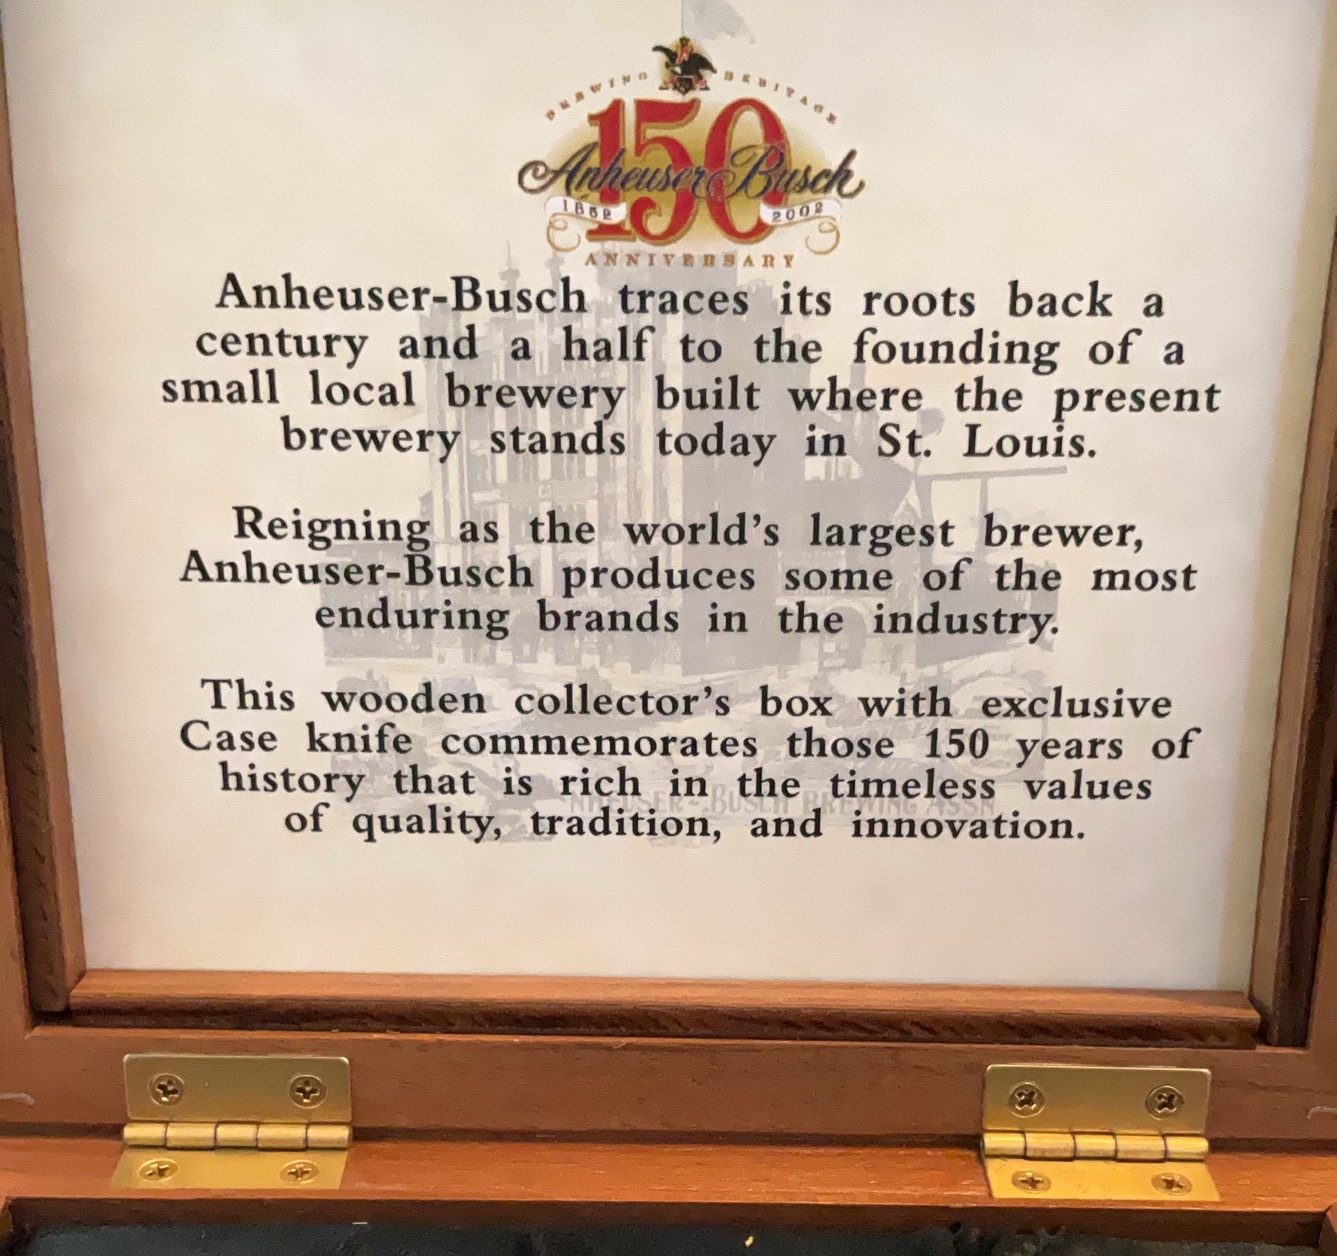 BREWING HERITAGE
150
Anheuser Busch
1852 2002
ANNIVERSARY
Anheuser-Busch traces its roots back a
century and a half to the founding of a
small local brewery built where the present
brewery stands today in St. Louis.
Reigning as the world's largest brewer,
Anheuser-Busch produces some of the most
enduring brands in the industry.
This wooden collector's box with exclusive
Case knife commemorates those 150 years of
history that is rich in the timeless values
of quality, tradition, and innovation.
ANHEUSER-BUSCH BREWING ASSN